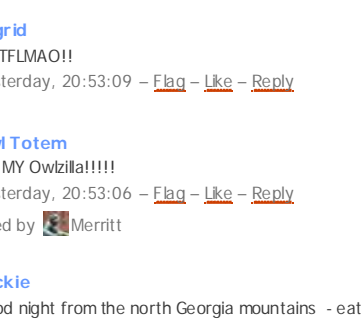 grid
TFLMAO!!
terday, 20:53:09 – Flag – Like – Reply
l Totem
MY Owlzilla!!!!!
terday, 20:53:06 – Flag – Like – Reply
ed by Merritt
ckie
od night from the north Georgia mountains - eat